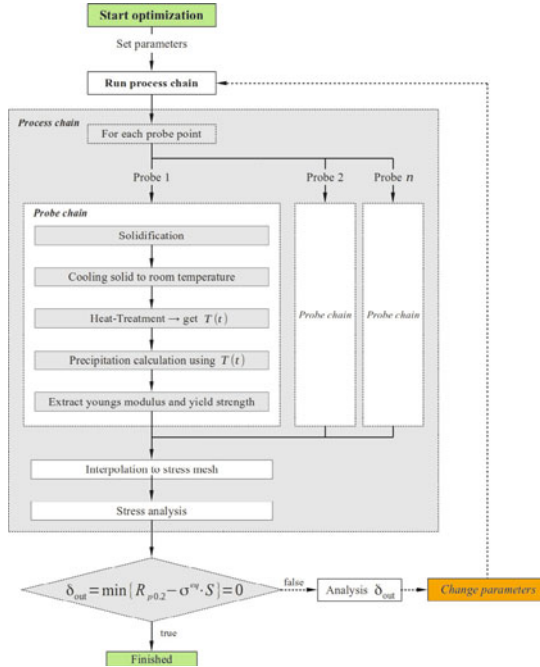 Start optimization
Set parameters
Run process chain
Process chain
For each probe point
Probe 1
Probe 2
Probe n
Probe chain
Solidification
Cooling solid to room temperature
Heat-Treatment → get T(t)
Precipitation calculation using T(t)
Extract youngs modulus and yield strength
Probe chain
Probe chain
Interpolation to stress mesh
Stress analysis
δout=min{Rp0.2−σeq·S}=0
false
Analysis δout
Change parameters
true
Finished